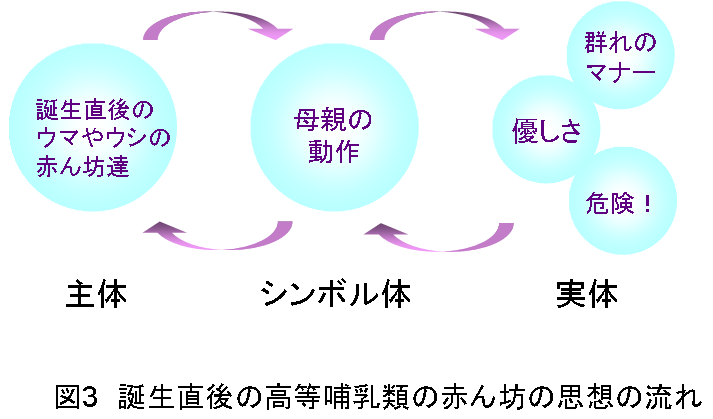 誕生直後の
ウマやウシの
赤ん坊達
母親の
動作
群れの
マナー
優しさ
危険！
主体
シンボル体
実体
図3 誕生直後の高等哺乳類の赤ん坊の思想の流れ